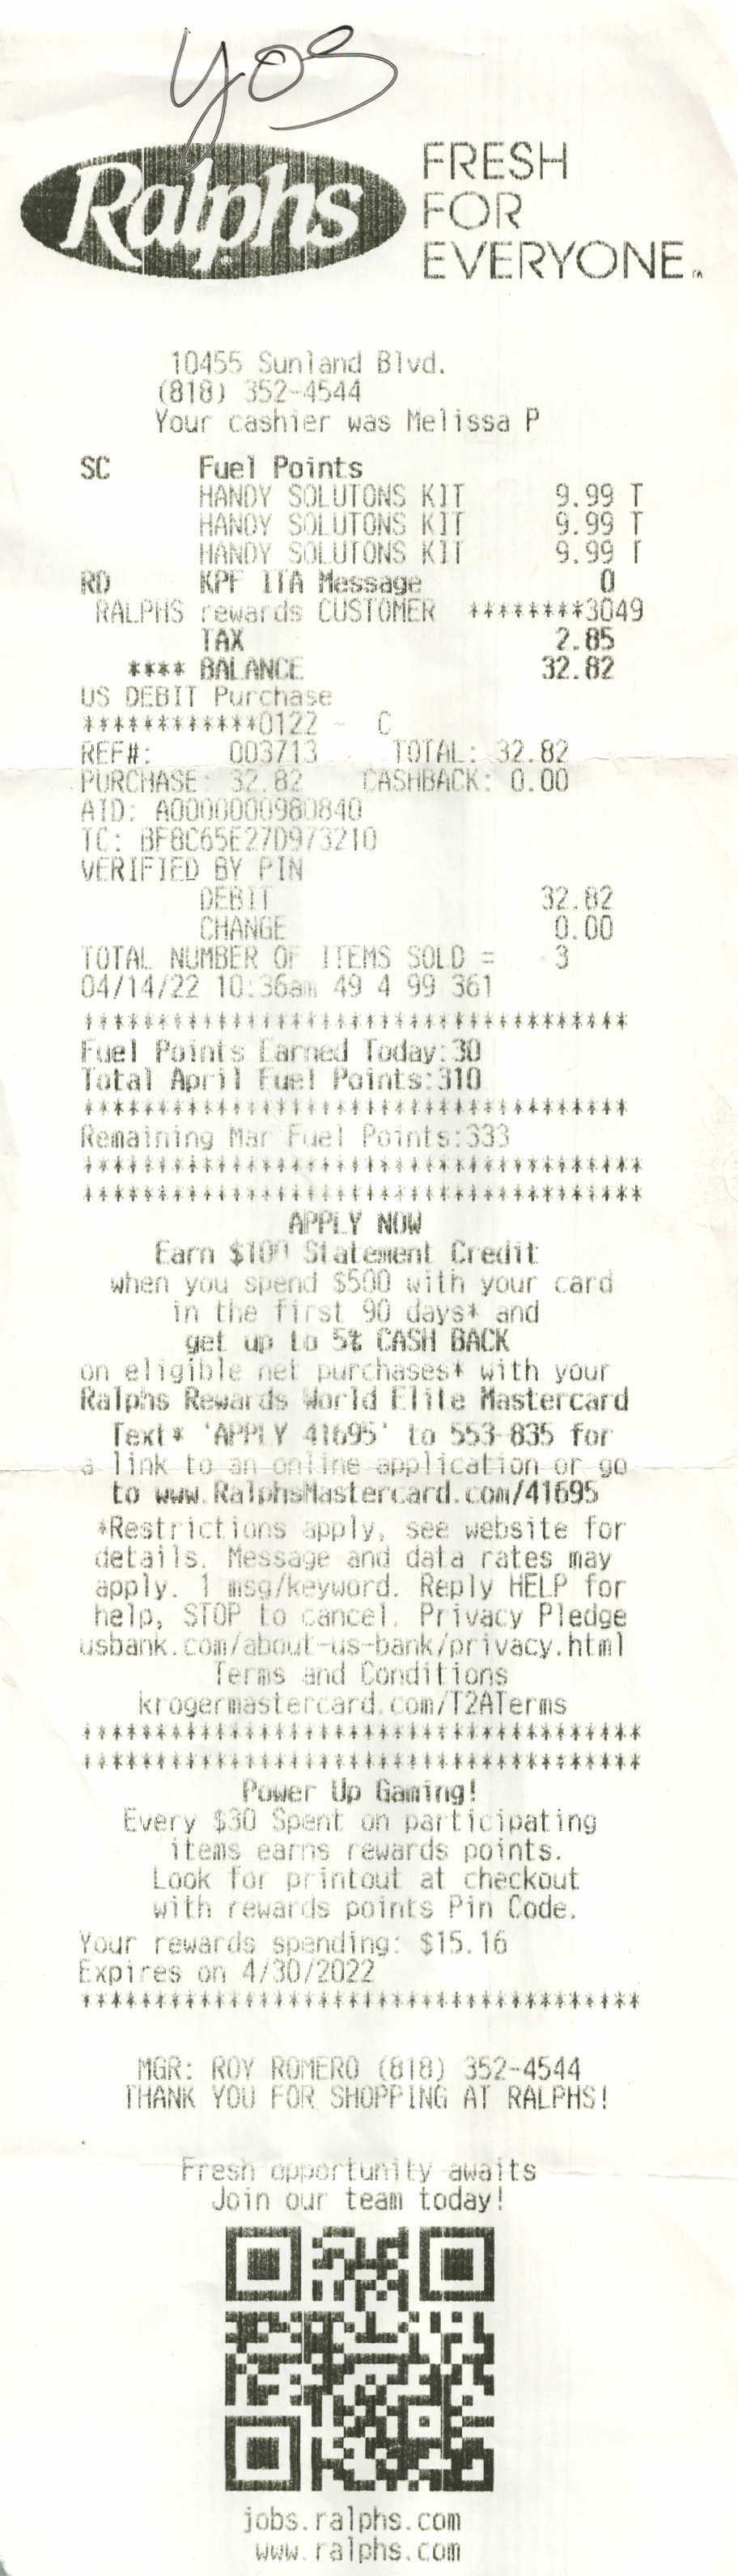 yos
Ralphs
FRESH
FOR
EVERYONE™
10455 Sunland Blvd.
(818) 352-4544
Your cashier was Melissa P
SC Fuel Points
HANDY SOLUTONS KIT 9.99 T
HANDY SOLUTONS KIT 9.99 T
HANDY SOLUTONS KIT 9.99 T
RD KPF ITA Message 0
RALPHS rewards CUSTOMER ********3049
TAX 2.85
**** BALANCE 32.82
US DEBIT Purchase
************0122 - C
REF#: 003713 TOTAL: 32.82
PURCHASE: 32.82 CASHBACK: 0.00
AID: A0000000980840
TC: BF8C65E27D973210
VERIFIED BY PIN
DEBIT 32.82
CHANGE 0.00
TOTAL NUMBER OF ITEMS SOLD = 3
04/14/22 10:36am 49 4 99 361
*************************************
Fuel Points Earned Today:30
Total April Fuel Points:310
*************************************
Remaining Mar Fuel Points:333
**************************************
**************************************
APPLY NOW
Earn $100 Statement Credit
when you spend $500 with your card
in the first 90 days* and
get up to 5% CASH BACK
on eligible net purchases* with your
Ralphs Rewards World Elite Mastercard
Text* 'APPLY 41695' to 553-835 for
a link to an online application or go
to www.RalphsMastercard.com/41695
*Restrictions apply, see website for
details. Message and data rates may
apply. 1 msg/keyword. Reply HELP for
help, STOP to cancel. Privacy Pledge
usbank.com/about-us-bank/privacy.html
Terms and Conditions
krogermastercard.com/T2ATerms
**************************************
**************************************
Power Up Gaming!
Every $30 Spent on participating
items earns rewards points.
Look for printout at checkout
with rewards points Pin Code.
Your rewards spending: $15.16
Expires on 4/30/2022
**************************************
MGR: ROY ROMERO (818) 352-4544
THANK YOU FOR SHOPPING AT RALPHS!
Fresh opportunity awaits
Join our team today!
jobs.ralphs.com
www.ralphs.com